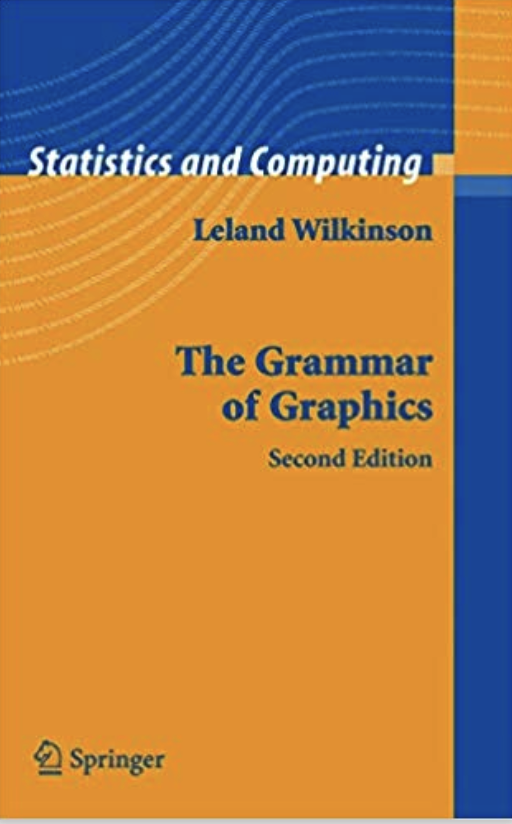 Statistics and Computing
Leland Wilkinson
The Grammar
of Graphics
Second Edition
Springer